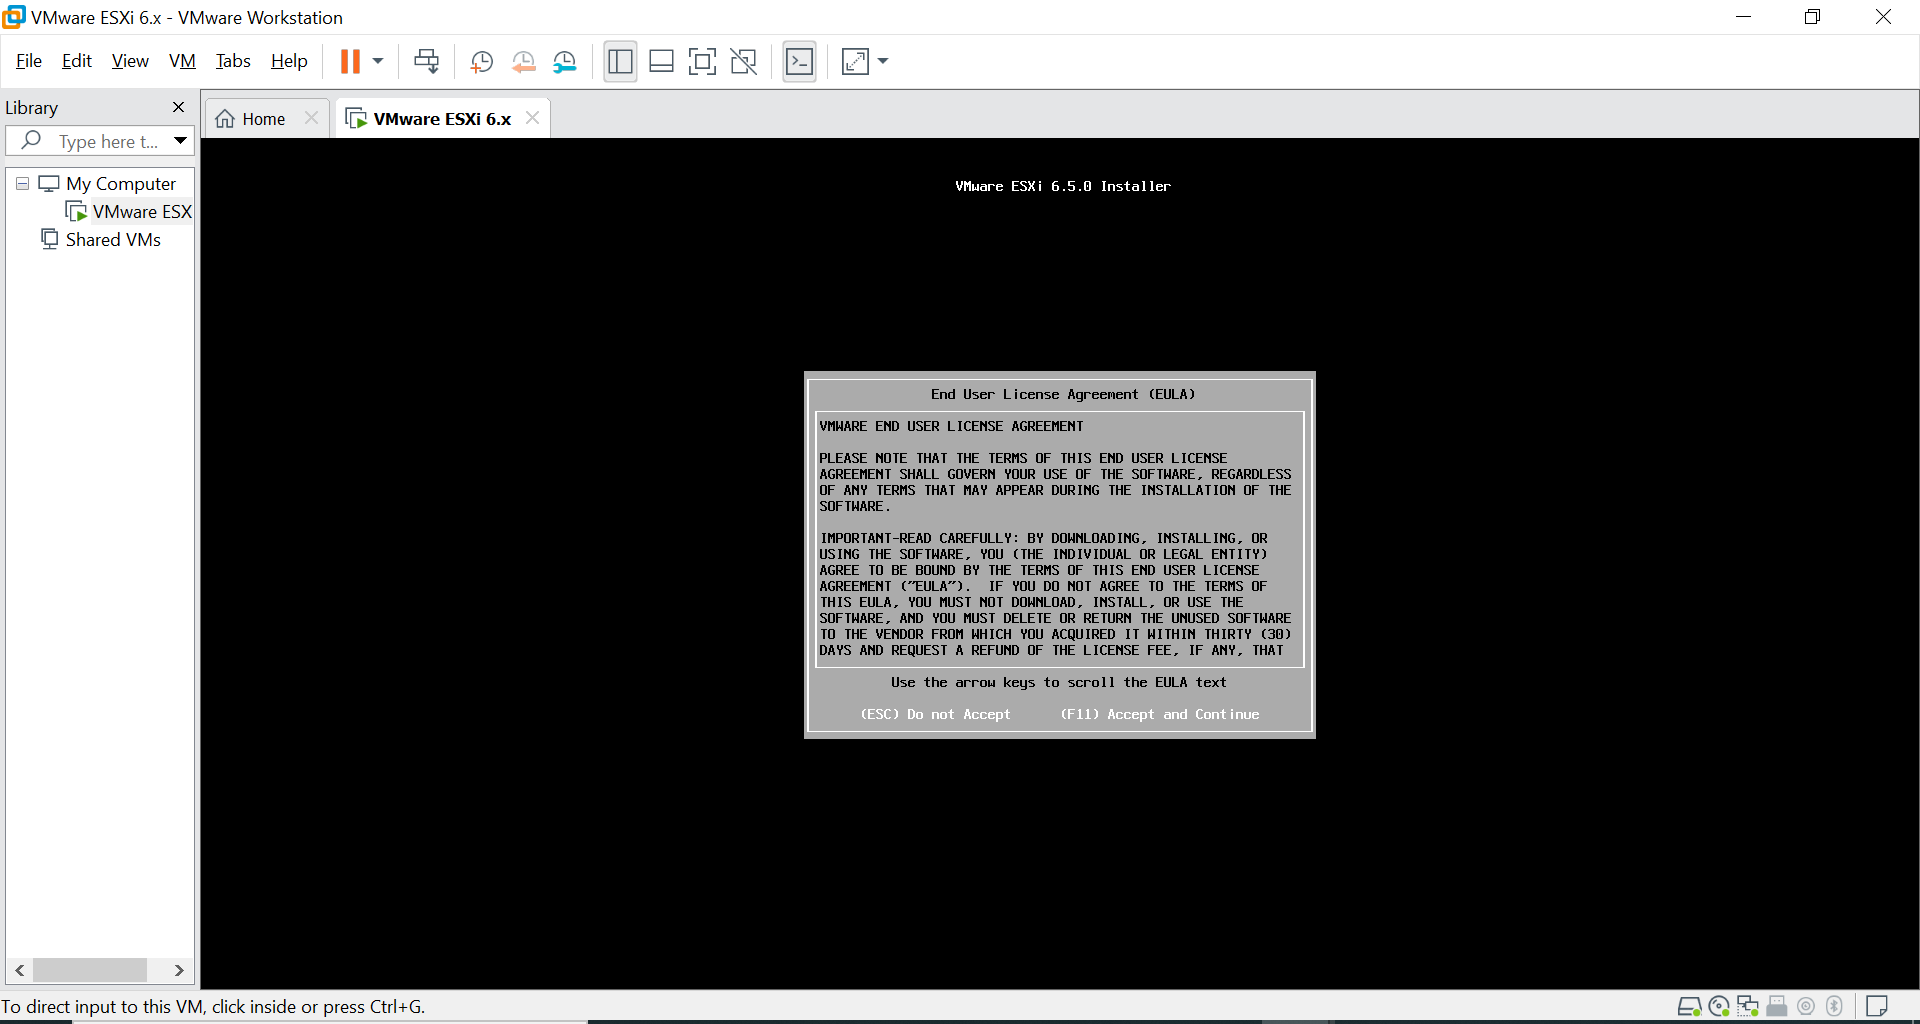 VMware ESXi 6.x - VMware Workstation
File Edit View VM Tabs Help
Library
Type here t...
My Computer
VMware ESX
Shared VMs
Home
VMware ESXi 6.x
VMware ESXi 6.5.0 Installer
End User License Agreement (EULA)
VMWARE END USER LICENSE AGREEMENT
PLEASE NOTE THAT THE TERMS OF THIS END USER LICENSE
AGREEMENT SHALL GOVERN YOUR USE OF THE SOFTWARE, REGARDLESS
OF ANY TERMS THAT MAY APPEAR DURING THE INSTALLATION OF THE
SOFTWARE.
IMPORTANT-READ CAREFULLY: BY DOWNLOADING, INSTALLING, OR
USING THE SOFTWARE, YOU (THE INDIVIDUAL OR LEGAL ENTITY)
AGREE TO BE BOUND BY THE TERMS OF THIS END USER LICENSE
AGREEMENT ("EULA").  IF YOU DO NOT AGREE TO THE TERMS OF
THIS EULA, YOU MUST NOT DOWNLOAD, INSTALL, OR USE THE
SOFTWARE, AND YOU MUST DELETE OR RETURN THE UNUSED SOFTWARE
TO THE VENDOR FROM WHICH YOU ACQUIRED IT WITHIN THIRTY (30)
DAYS AND REQUEST A REFUND OF THE LICENSE FEE, IF ANY, THAT
Use the arrow keys to scroll the EULA text
(ESC) Do not Accept (F11) Accept and Continue
To direct input to this VM, click inside or press Ctrl+G.